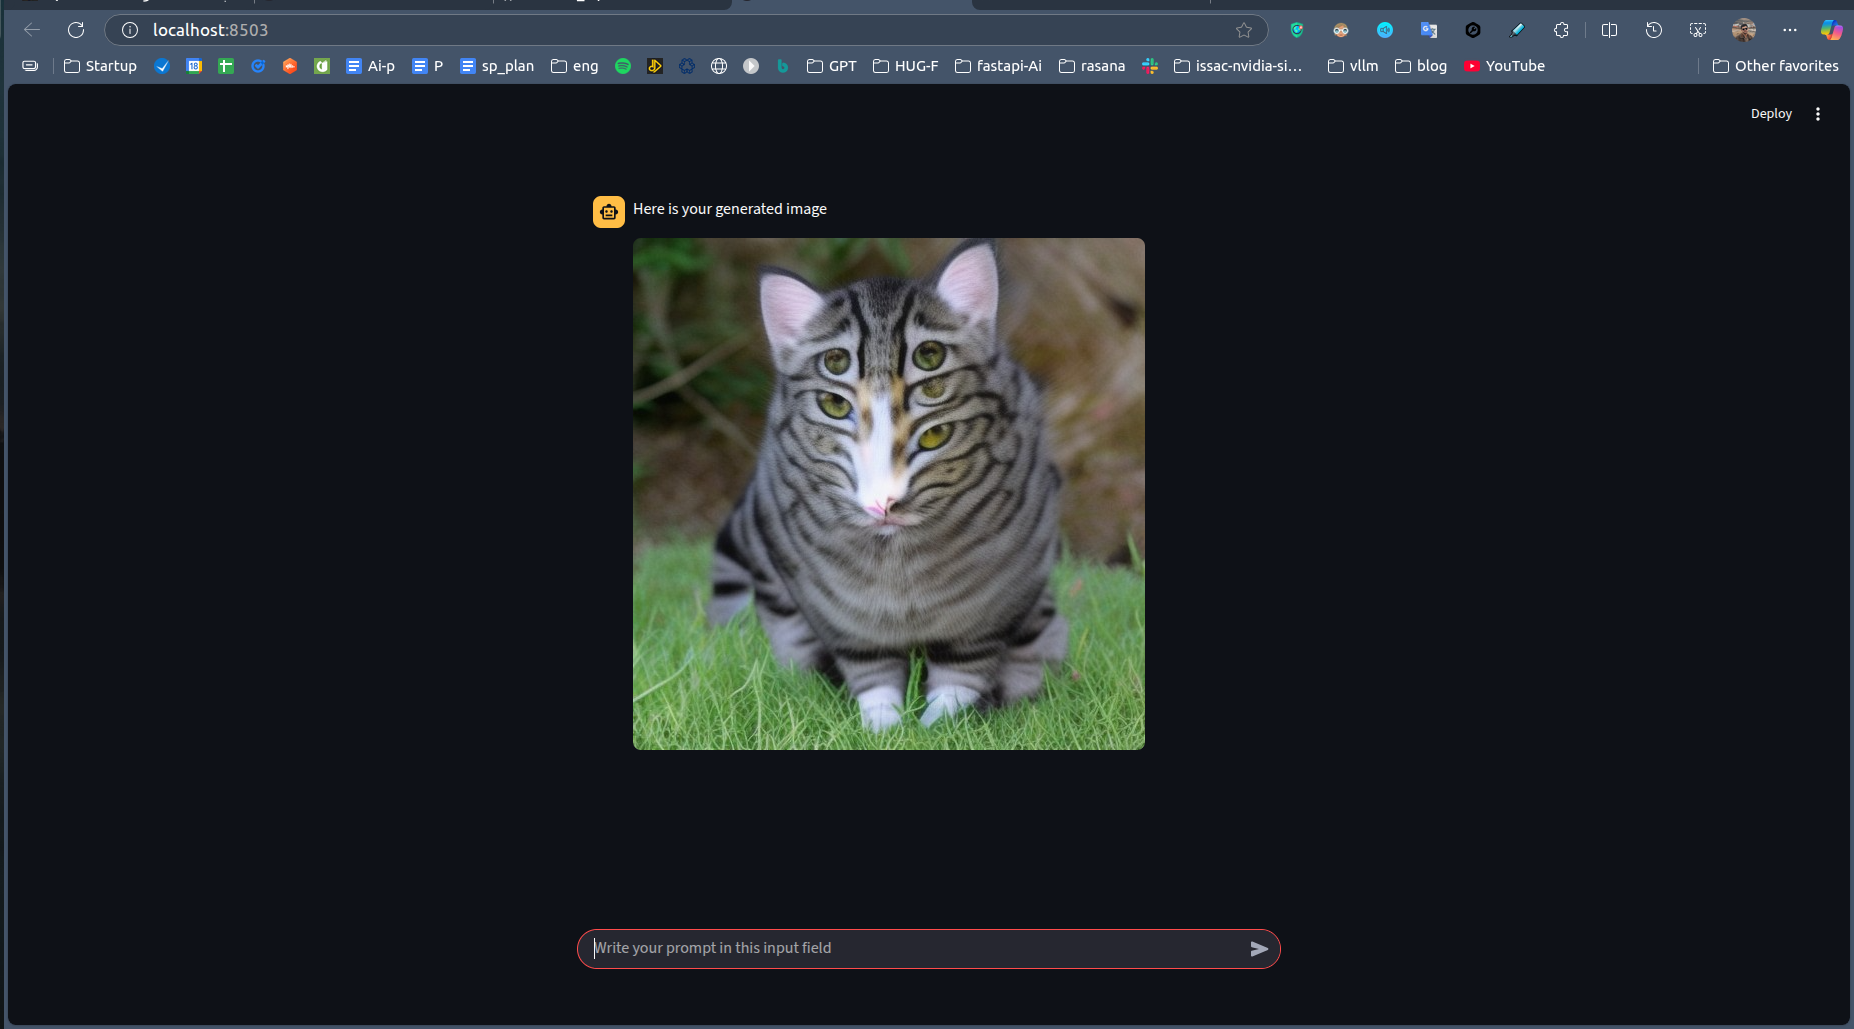 localhost:8503
Startup
18
Ai-p
P
sp_plan
eng
GPT
HUG-F
fastapi-Ai
rasana
issac-nvidia-si...
vllm
blog
YouTube
Other favorites
Deploy
Here is your generated image
Write your prompt in this input field